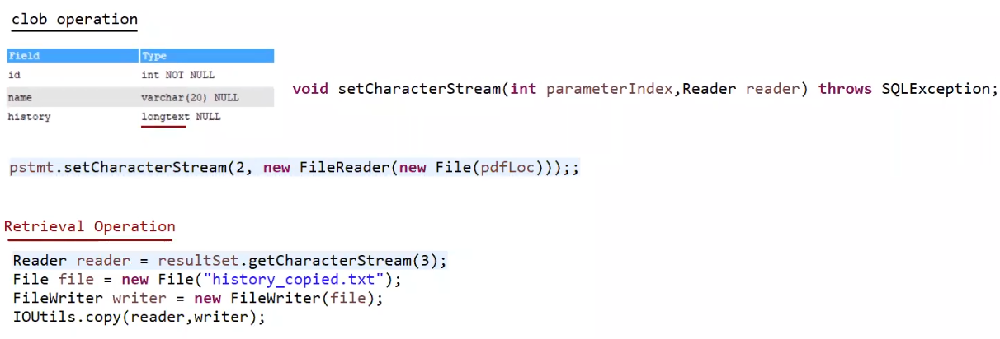 clob operation
Field Type
id int NOT NULL
name varchar(20) NULL
history longtext NULL
void setCharacterStream(int parameterIndex,Reader reader) throws SQLException;
pstmt.setCharacterStream(2, new FileReader(new File(pdfLoc)));;
Retrieval Operation
Reader reader = resultSet.getCharacterStream(3);
File file = new File("history_copied.txt");
FileWriter writer = new FileWriter(file);
IOUtils.copy(reader,writer);